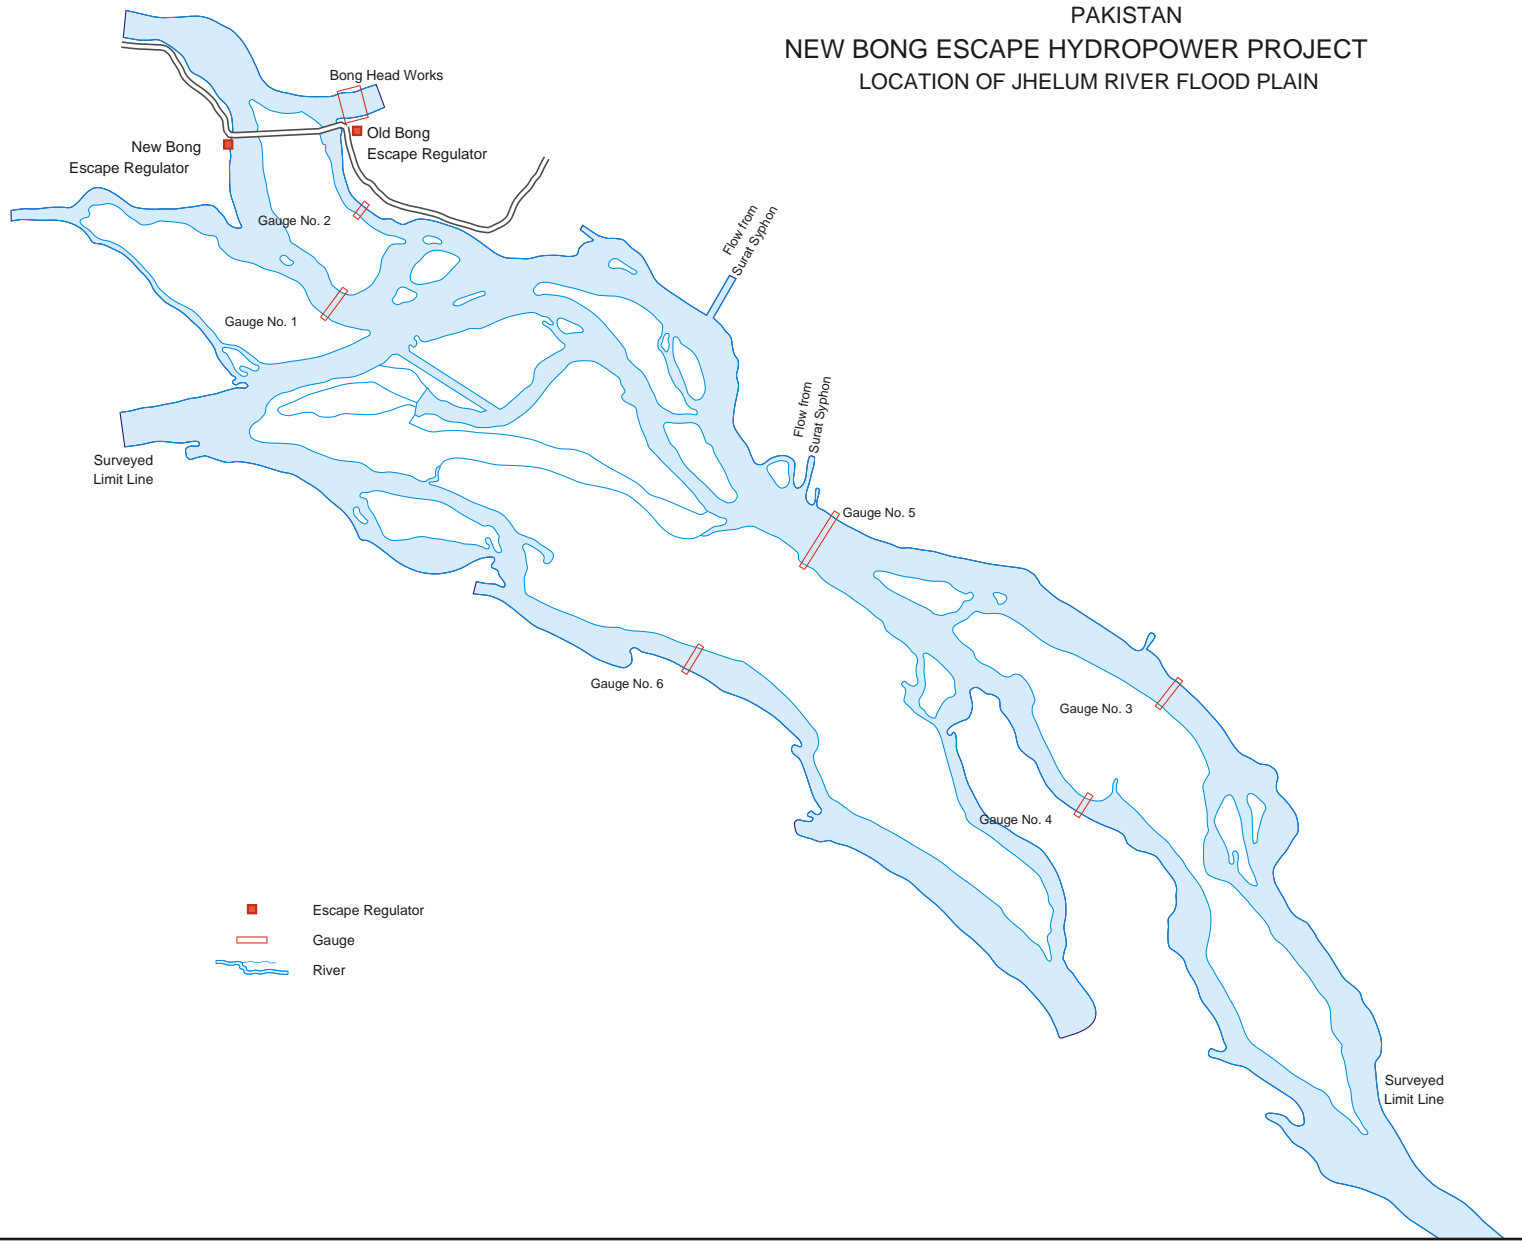 PAKISTAN
NEW BONG ESCAPE HYDROPOWER PROJECT
LOCATION OF JHELUM RIVER FLOOD PLAIN
Bong Head Works
Old Bong
Escape Regulator
New Bong
Escape Regulator
Gauge No. 2
Flow from
Surat Syphon
Gauge No. 1
Flow from
Surat Syphon
Surveyed
Limit Line
Gauge No. 5
Gauge No. 6
Gauge No. 3
Gauge No. 4
Escape Regulator
Gauge
River
Surveyed
Limit Line